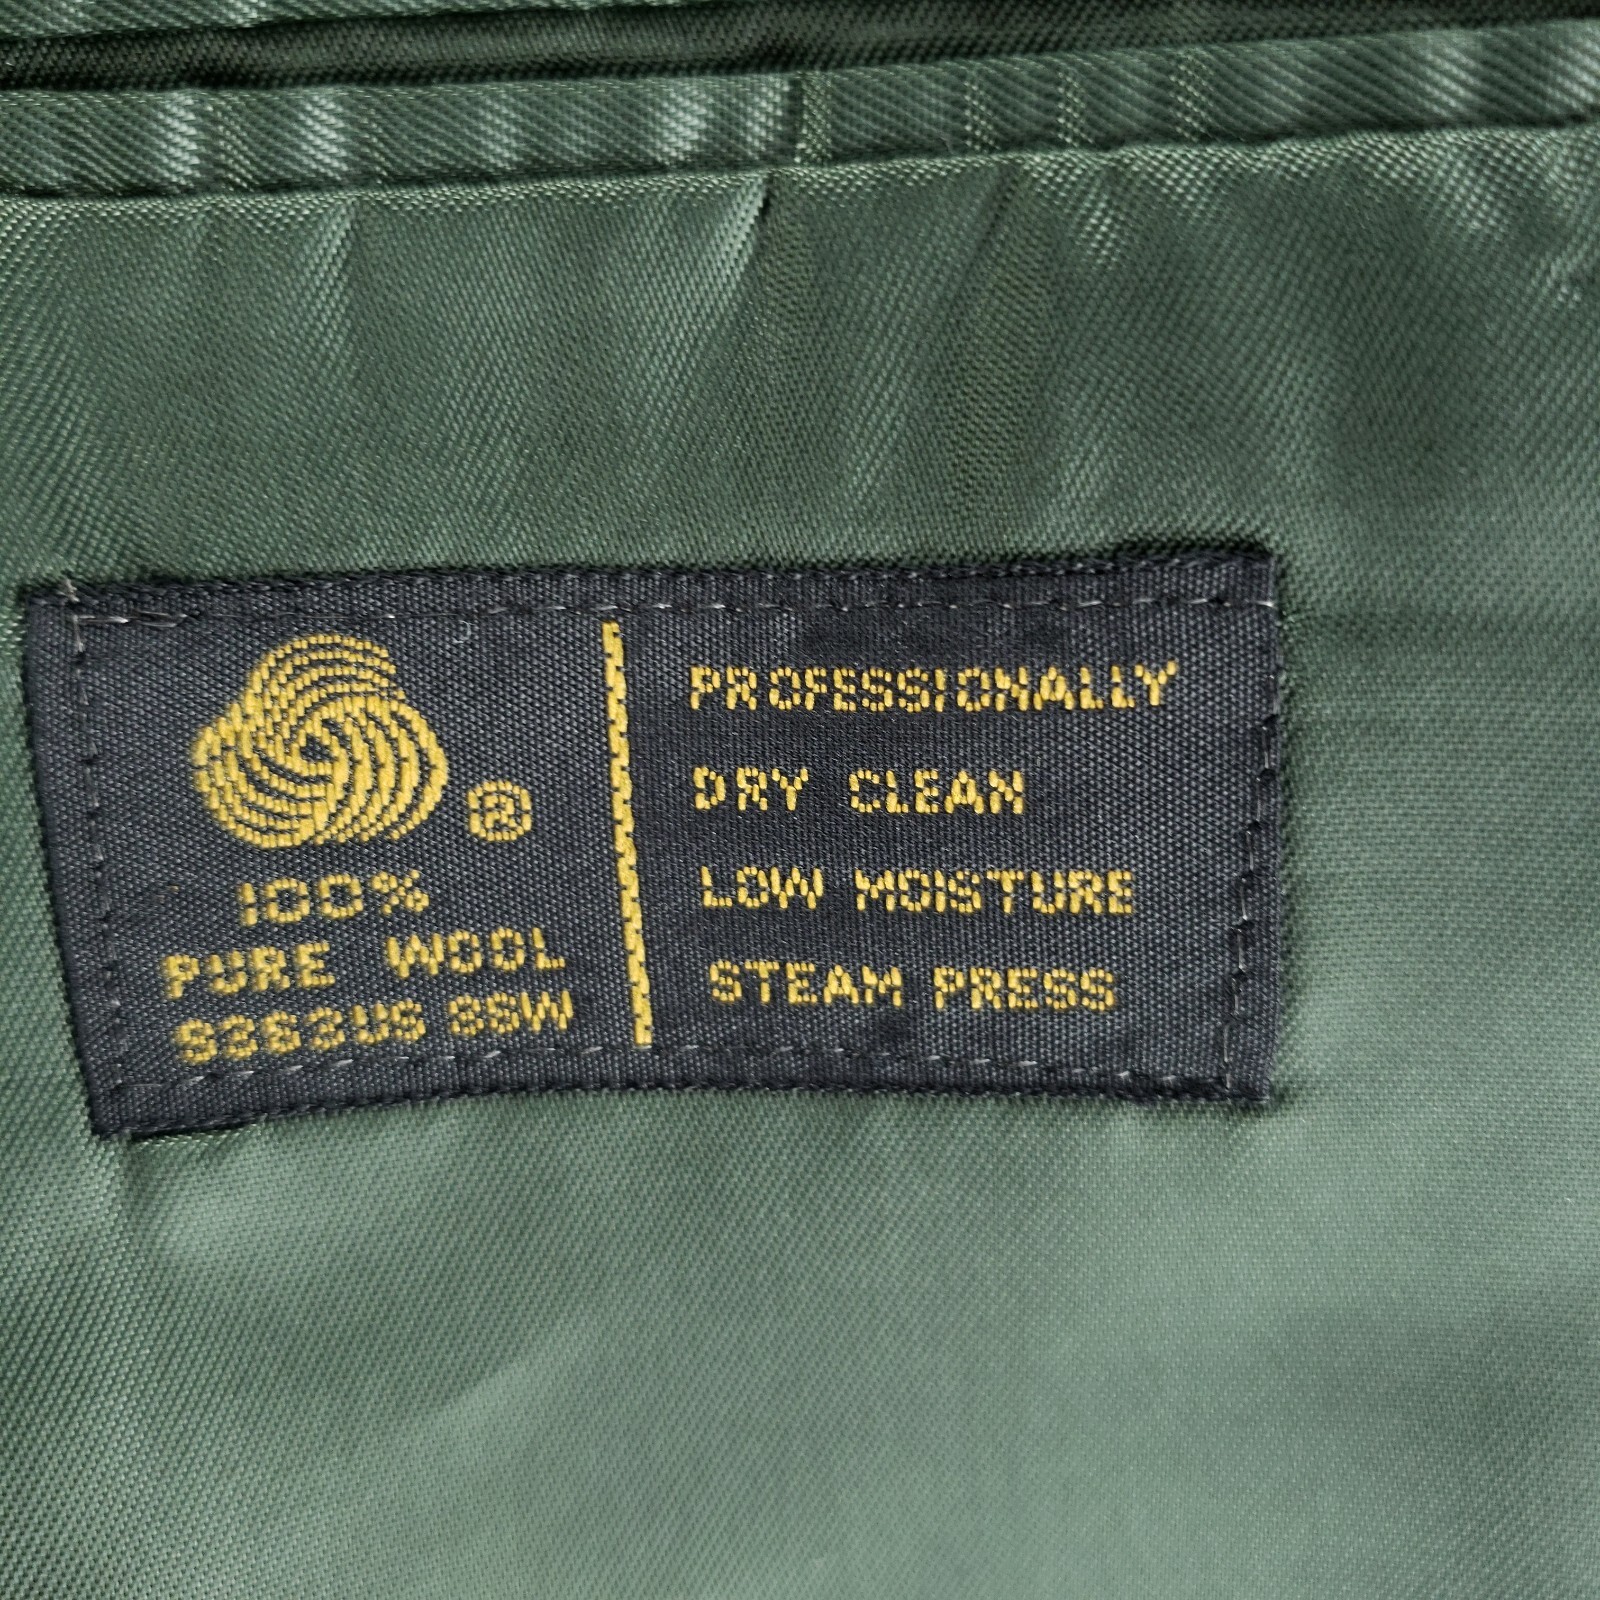 ®
100%
PURE WOOL
PROFESSIONALLY
DRY CLEAN
LOW MOISTURE
STEAM PRESS